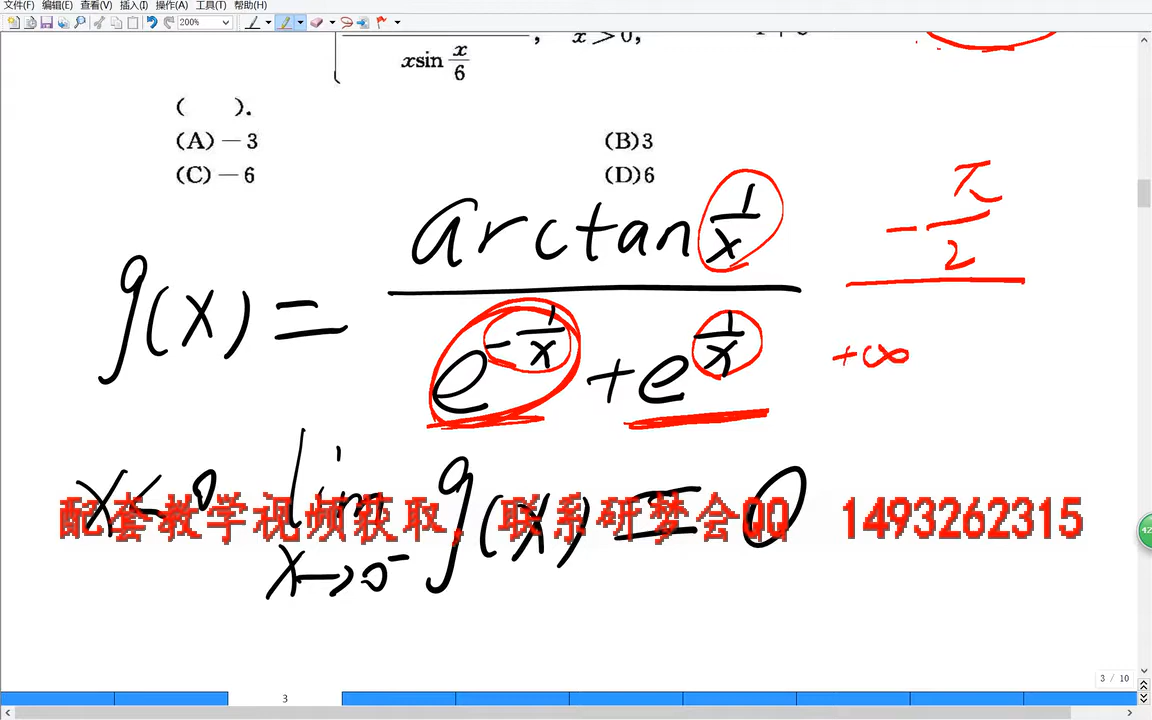 文件(F) 编辑(E) 查看(V) 插入(I) 操作(A) 工具(T) 帮助(H)
200%
, x>0,
xsin x/6
( ).
(A) -3 (B) 3
(C) -6 (D) 6
g(x) = arctan 1/x / (e^(-1/x) + e^(1/x))
-π/2
+∞
x<0 lim x→0⁻ g(x) = 0
配套教学视频获取，联系研梦会QQ 1493262315
3 / 10
3